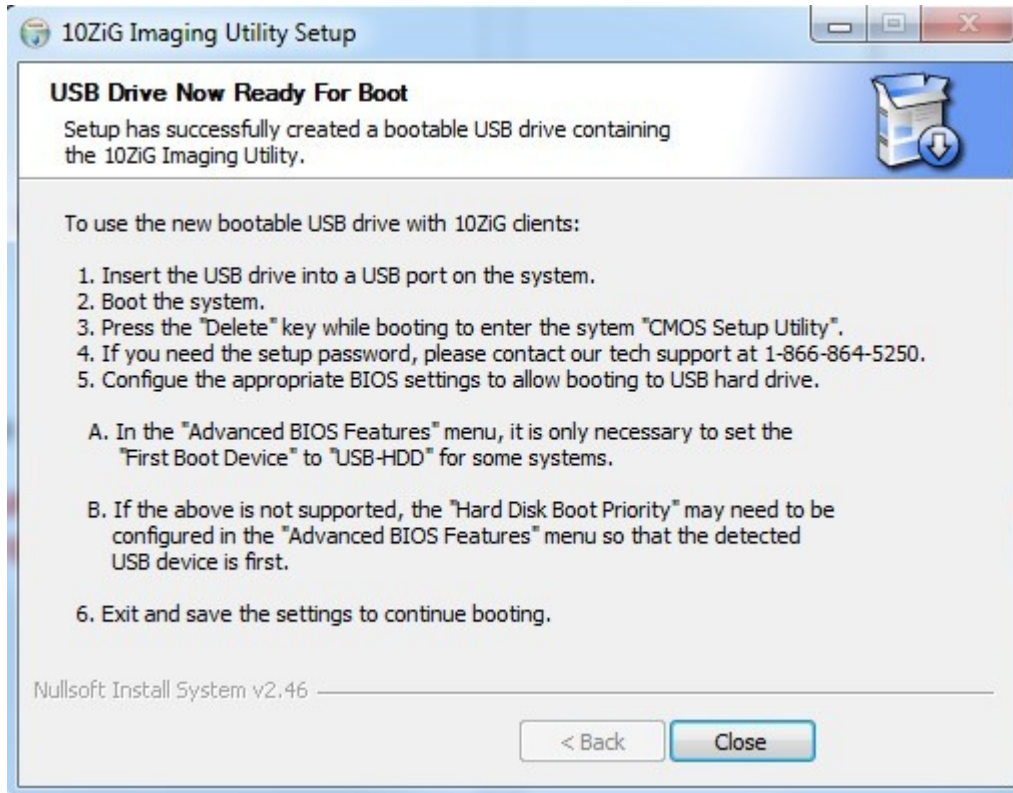 10ZiG Imaging Utility Setup
USB Drive Now Ready For Boot
Setup has successfully created a bootable USB drive containing
the 10ZiG Imaging Utility.
To use the new bootable USB drive with 10ZiG clients:
1. Insert the USB drive into a USB port on the system.
2. Boot the system.
3. Press the "Delete" key while booting to enter the sytem "CMOS Setup Utility".
4. If you need the setup password, please contact our tech support at 1-866-864-5250.
5. Configue the appropriate BIOS settings to allow booting to USB hard drive.
A. In the "Advanced BIOS Features" menu, it is only necessary to set the
"First Boot Device" to "USB-HDD" for some systems.
B. If the above is not supported, the "Hard Disk Boot Priority" may need to be
configured in the "Advanced BIOS Features" menu so that the detected
USB device is first.
6. Exit and save the settings to continue booting.
Nullsoft Install System v2.46
< Back Close